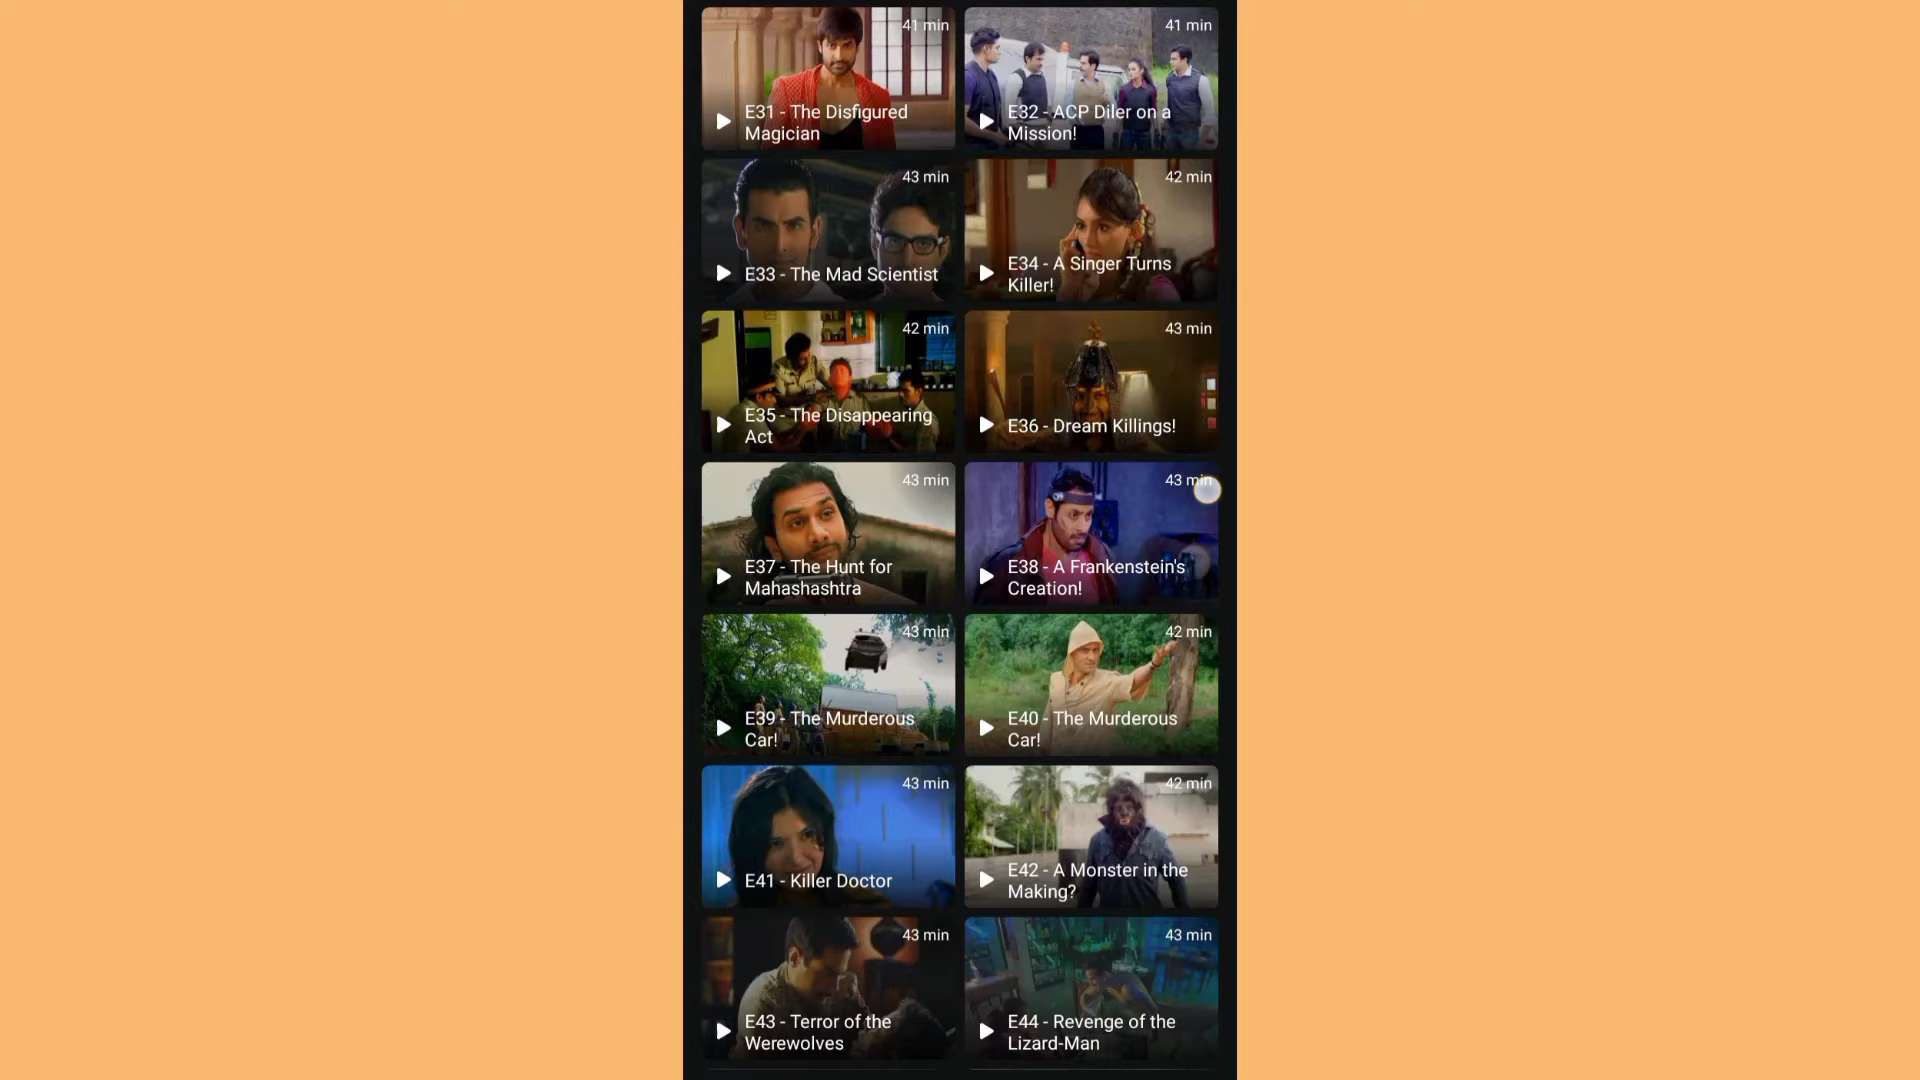 41 min
E31 - The Disfigured
Magician
41 min
E32 - ACP Diler on a
Mission!
43 min
E33 - The Mad Scientist
42 min
E34 - A Singer Turns
Killer!
42 min
E35 - The Disappearing
Act
43 min
E36 - Dream Killings!
43 min
E37 - The Hunt for
Mahashashtra
43 min
E38 - A Frankenstein's
Creation!
43 min
E39 - The Murderous
Car!
42 min
E40 - The Murderous
Car!
43 min
E41 - Killer Doctor
42 min
E42 - A Monster in the
Making?
43 min
E43 - Terror of the
Werewolves
43 min
E44 - Revenge of the
Lizard-Man